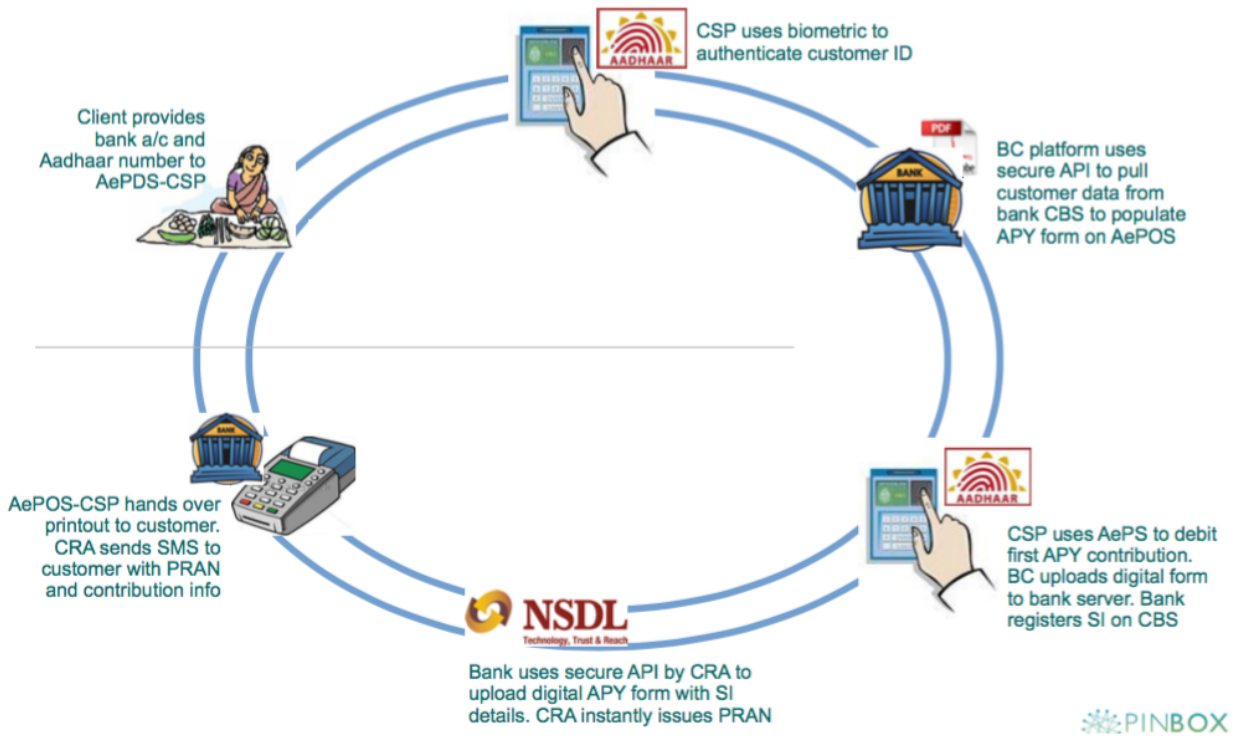 CSP uses biometric to
authenticate customer ID
AADHAAR
Client provides
bank a/c and
Aadhaar number to
AePDS-CSP
PDF
BANK
BC platform uses
secure API to pull
customer data from
bank CBS to populate
APY form on AePOS
AADHAAR
CSP uses AePS to debit
first APY contribution.
BC uploads digital form
to bank server. Bank
registers SI on CBS
NSDL
Technology, Trust & Reach
Bank uses secure API by CRA to
upload digital APY form with SI
details. CRA instantly issues PRAN
BANK
AePOS-CSP hands over
printout to customer.
CRA sends SMS to
customer with PRAN
and contribution info
PINBOX